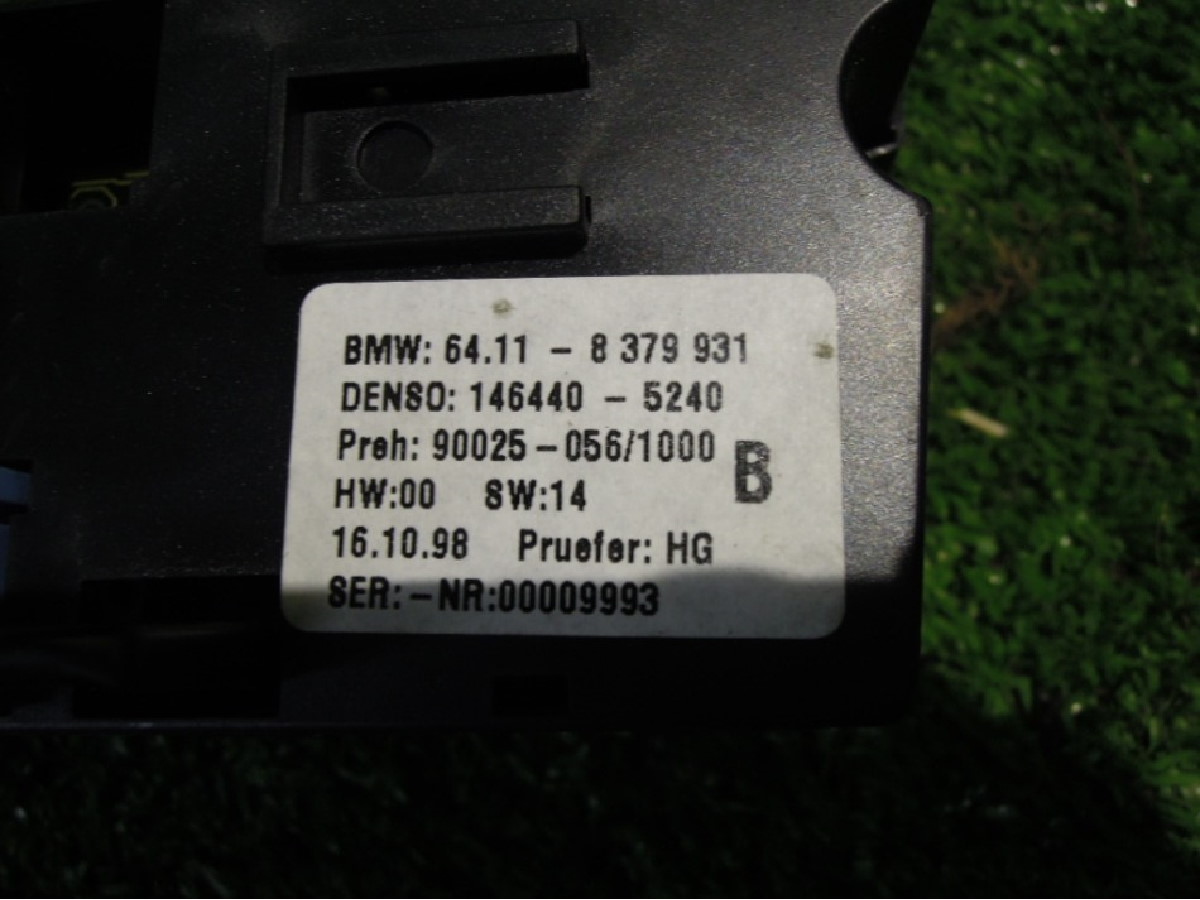 BMW: 64.11 - 8 379 931
DENSO: 146440 - 5240
Preh: 90025-056/1000 B
HW:00 SW:14
16.10.98 Pruefer: HG
SER:-NR:00009993